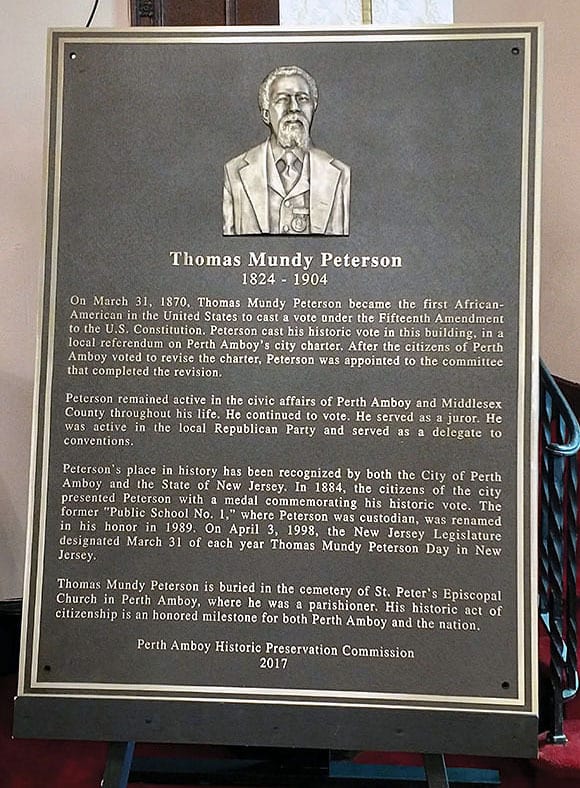 Thomas Mundy Peterson
1824 - 1904
On March 31, 1870, Thomas Mundy Peterson became the first African-
American in the United States to cast a vote under the Fifteenth Amendment
to the U.S. Constitution. Peterson cast his historic vote in this building, in a
local referendum on Perth Amboy's city charter. After the citizens of Perth
Amboy voted to revise the charter, Peterson was appointed to the committee
that completed the revision.
Peterson remained active in the civic affairs of Perth Amboy and Middlesex
County throughout his life. He continued to vote. He served as a juror. He
was active in the local Republican Party and served as a delegate to
conventions.
Peterson's place in history has been recognized by both the City of Perth
Amboy and the State of New Jersey. In 1884, the citizens of the city
presented Peterson with a medal commemorating his historic vote. The
former "Public School No. 1," where Peterson was custodian, was renamed
in his honor in 1989. On April 3, 1998, the New Jersey Legislature
designated March 31 of each year Thomas Mundy Peterson Day in New
Jersey.
Thomas Mundy Peterson is buried in the cemetery of St. Peter's Episcopal
Church in Perth Amboy, where he was a parishioner. His historic act of
citizenship is an honored milestone for both Perth Amboy and the nation.
Perth Amboy Historic Preservation Commission
2017